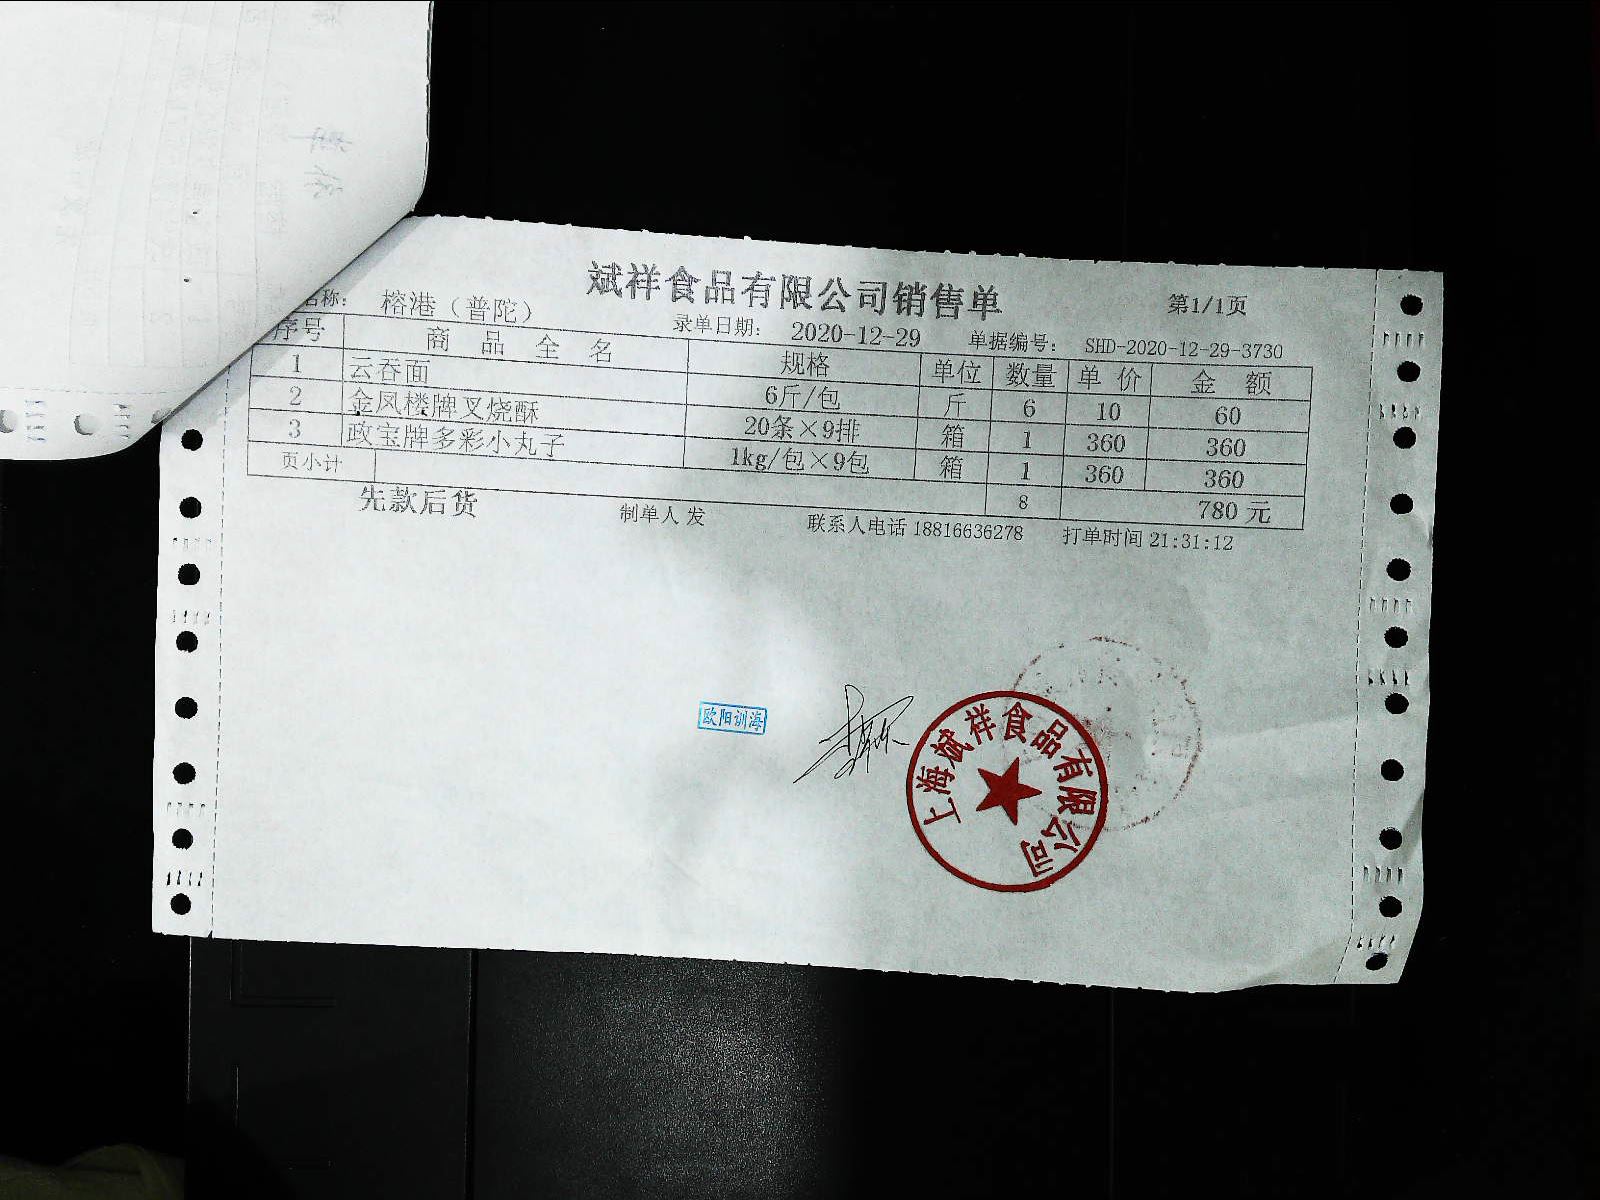 斌祥食品有限公司销售单
第1/1页
名称： 榕港（普陀） 录单日期： 2020-12-29 单据编号： SHD-2020-12-29-3730
序号 商品全名 规格 单位 数量 单价 金额
1 云吞面 6斤/包 斤 6 10 60
2 金凤楼牌叉烧酥 20条×9排 箱 1 360 360
3 政宝牌多彩小丸子 1kg/包×9包 箱 1 360 360
页小计 8 780 元
先款后货 制单人 发 联系人电话 18816636278 打单时间 21:31:12
欧阳训海
上海斌祥食品有限公司